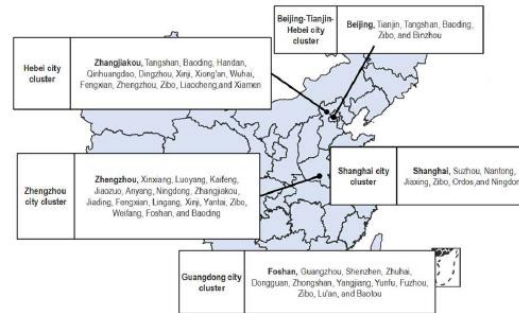 Beijing-Tianjin-
Hebei city
cluster
Beijing, Tianjin, Tangshan, Baoding,
Zibo, and Binzhou
Hebei city
cluster
Zhangjiakou, Tangshan, Baoding, Handan,
Qinhuangdao, Dingzhou, Xinji, Xiong'an, Wuhai,
Fengxian, Zhengzhou, Zibo, Liaocheng,and Xiamen
Zhengzhou
city cluster
Zhengzhou, Xinxiang, Luoyang, Kaifeng,
Jiaozuo, Anyang, Ningdong, Zhangjiakou,
Jiading, Fengxian, Lingang, Xinji, Yantai, Zibo,
Weifang, Foshan, and Baoding
Shanghai city
cluster
Shanghai, Suzhou, Nantong,
Jiaxing, Zibo, Ordos,and Ningdon
Guangdong city
cluster
Foshan, Guangzhou, Shenzhen, Zhuhai,
Dongguan, Zhongshan, Yangjiang, Yunfu, Fuzhou,
Zibo, Lu'an, and Baotou